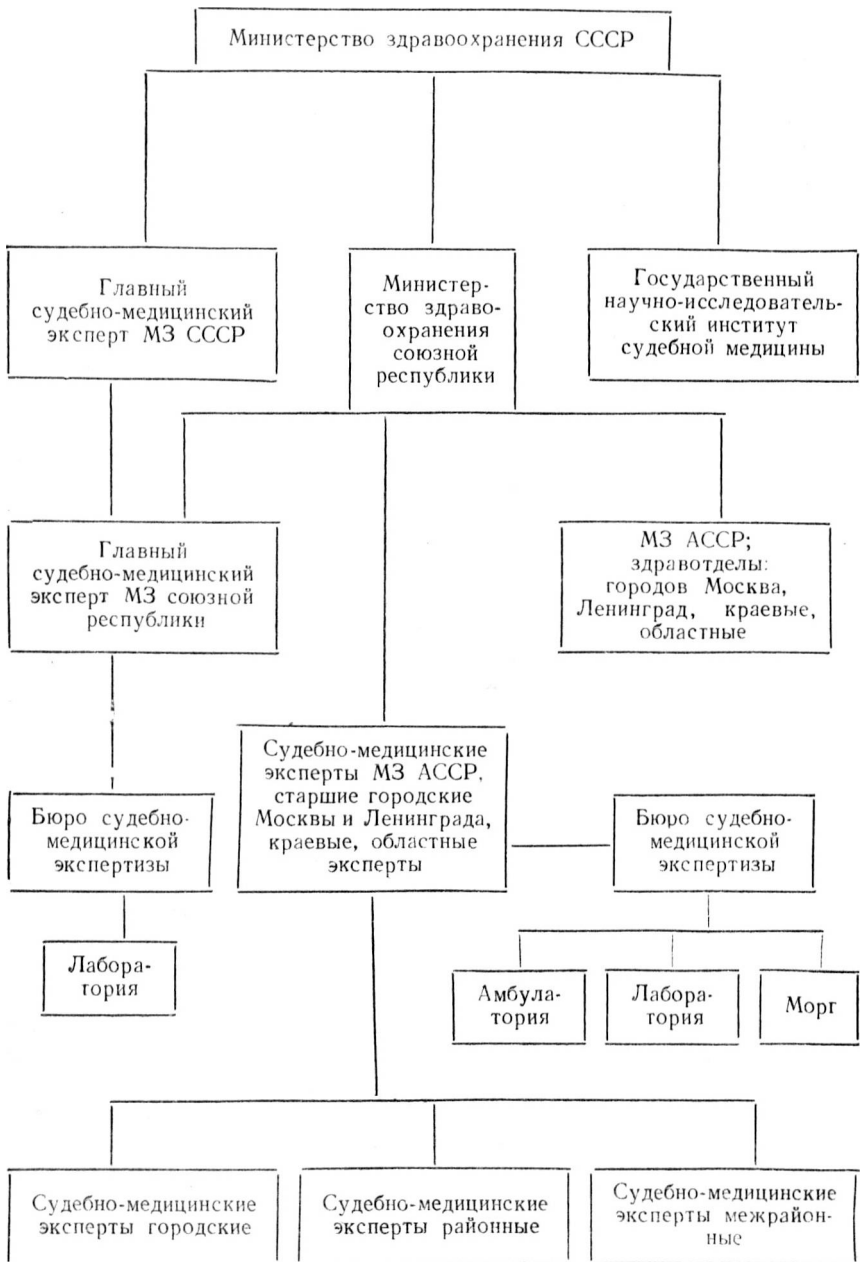 Министерство здравоохранения СССР
Главный
судебно-медицинский
эксперт МЗ СССР
Министер-
ство здраво-
охранения
союзной
республики
Государственный
научно-исследователь-
ский институт
судебной медицины
Главный
судебно-медицинский
эксперт МЗ союзной
республики
МЗ АССР;
здравотделы:
городов Москва,
Ленинград, краевые,
областные
Судебно-медицинские
эксперты МЗ АССР,
старшие городские
Москвы и Ленинграда,
краевые, областные
эксперты
Бюро судебно-
медицинской
экспертизы
Бюро судебно-
медицинской
экспертизы
Лабора-
тория
Амбула-
тория
Лабора-
тория
Морг
Судебно-медицинские
эксперты городские
Судебно-медицинские
эксперты районные
Судебно-медицинские
эксперты межрайон-
ные